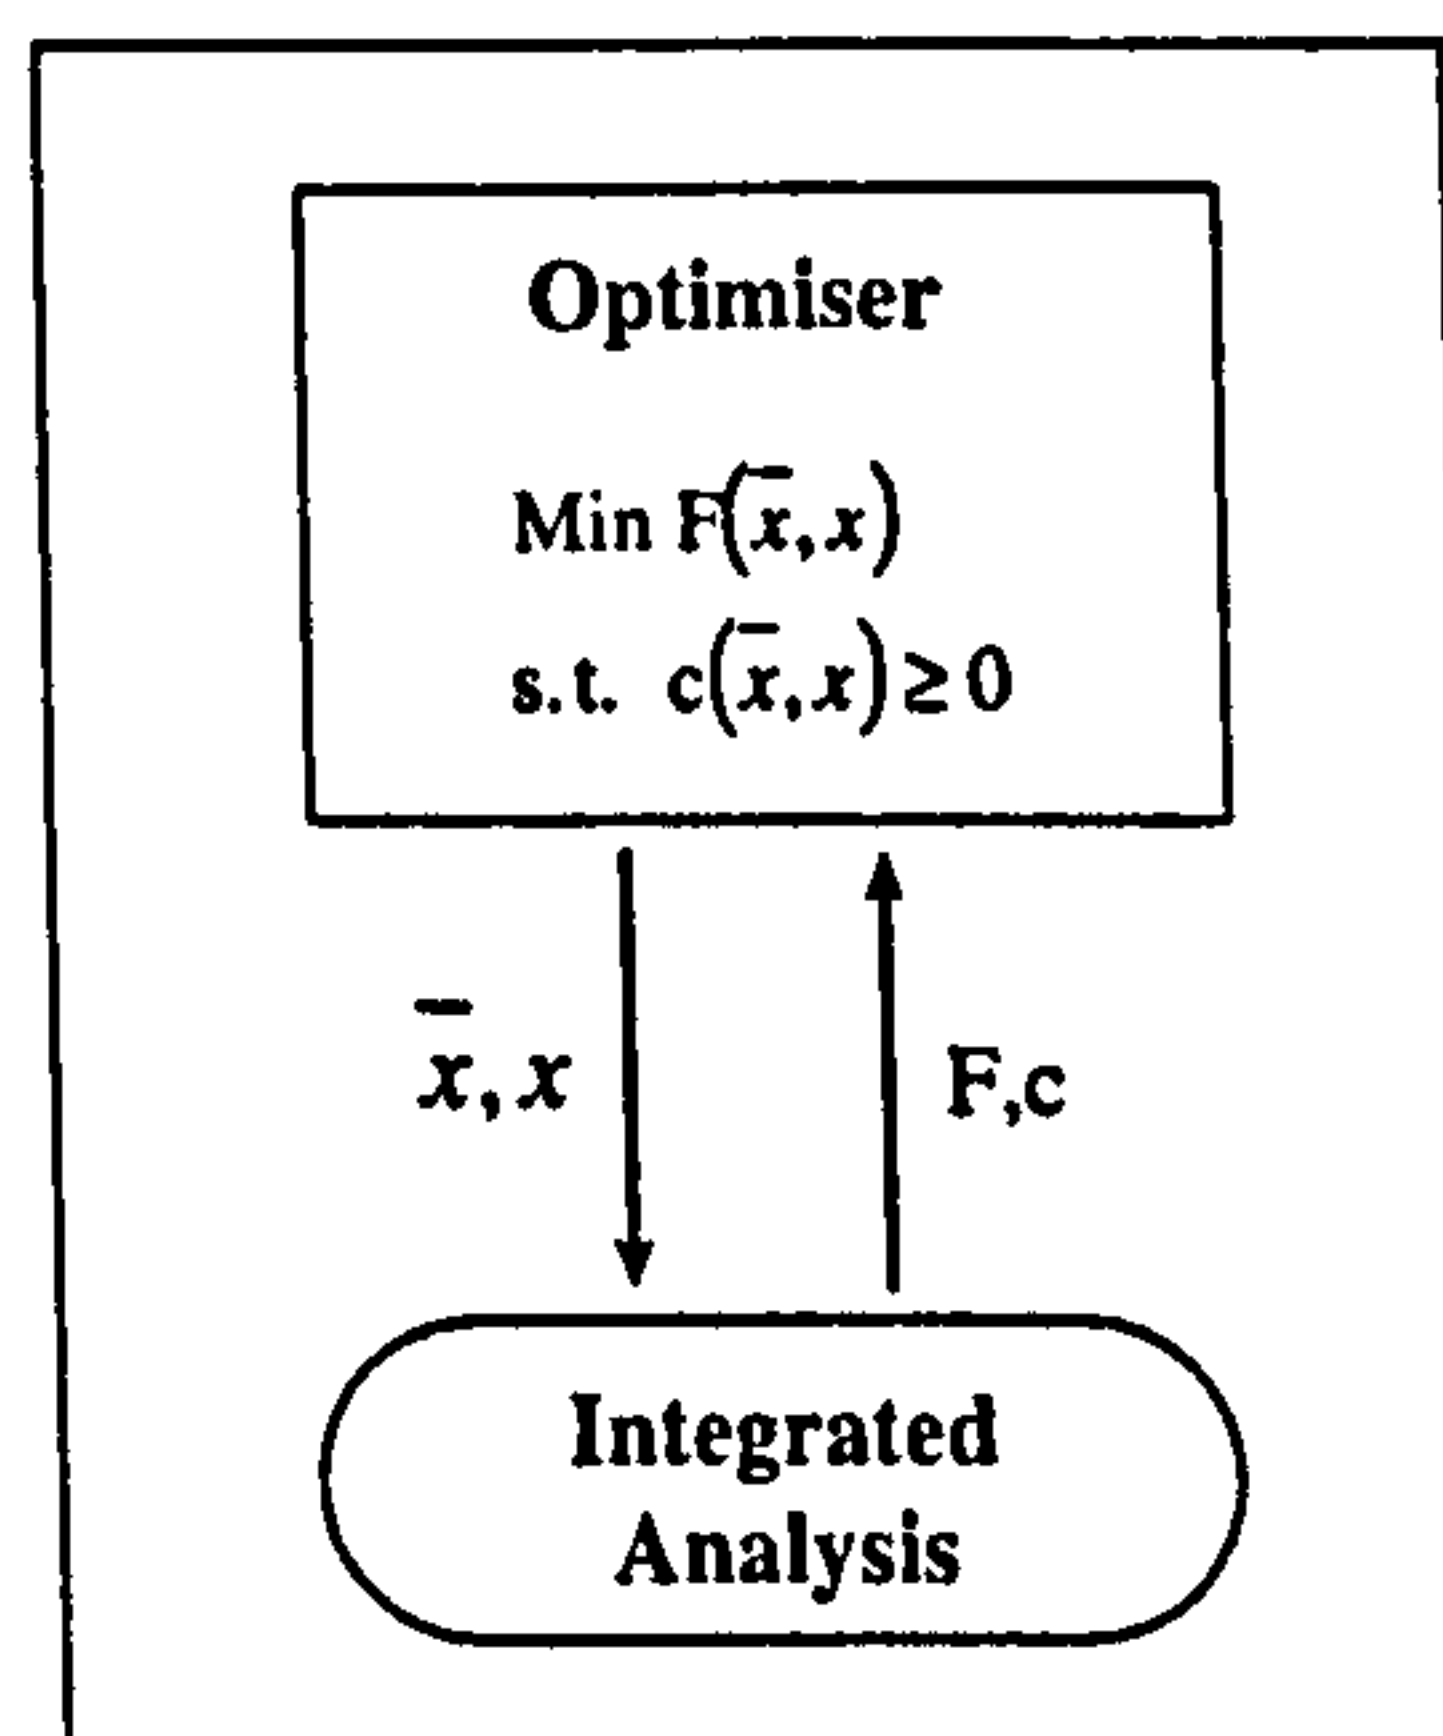 Optimiser
Min F(x̄, x)
s.t. c(x̄, x) ≥ 0
x̄, x
F,c
Integrated
Analysis